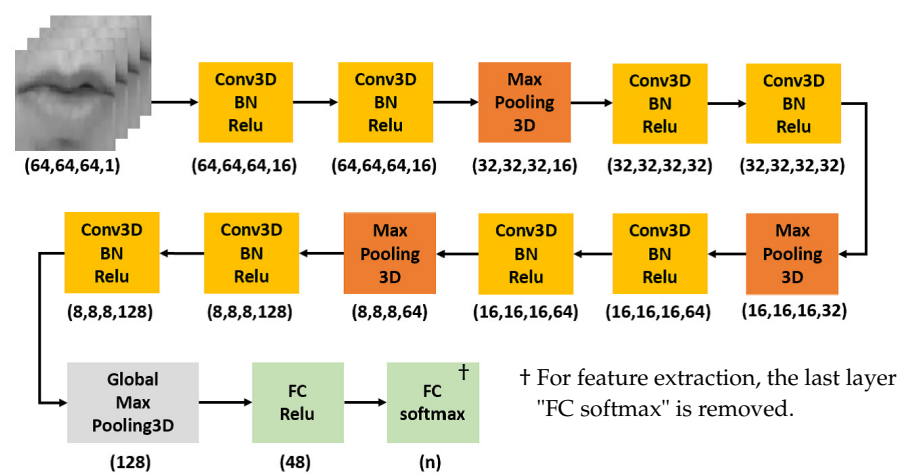 Conv3D
BN
Relu
Conv3D
BN
Relu
Max
Pooling
3D
Conv3D
BN
Relu
Conv3D
BN
Relu
(64,64,64,1)
(64,64,64,16)
(64,64,64,16)
(32,32,32,16)
(32,32,32,32)
(32,32,32,32)
Conv3D
BN
Relu
Conv3D
BN
Relu
Max
Pooling
3D
Conv3D
BN
Relu
Conv3D
BN
Relu
Max
Pooling
3D
(8,8,8,128)
(8,8,8,128)
(8,8,8,64)
(16,16,16,64)
(16,16,16,64)
(16,16,16,32)
Global
Max
Pooling3D
FC
Relu
†
FC
softmax
(128)
(48)
(n)
† For feature extraction, the last layer
"FC softmax" is removed.